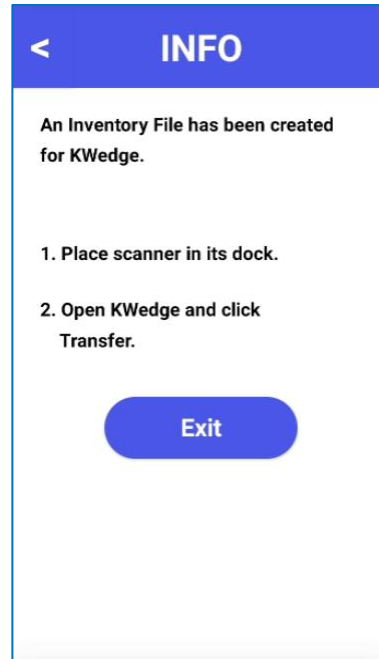 < INFO
An Inventory File has been created
for KWedge.
1. Place scanner in its dock.
2. Open KWedge and click
Transfer.
Exit